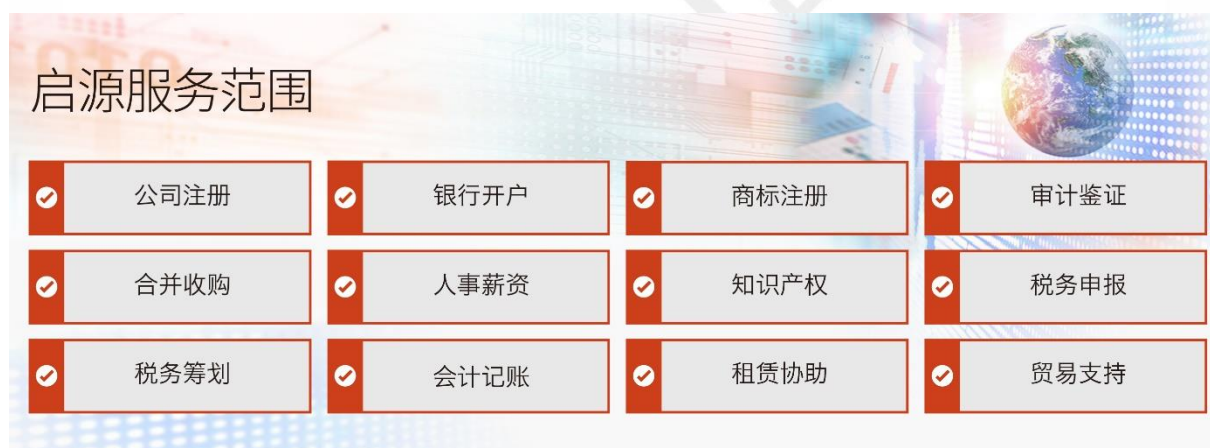 启源服务范围
公司注册
银行开户
商标注册
审计鉴证
合并收购
人事薪资
知识产权
税务申报
税务筹划
会计记账
租赁协助
贸易支持